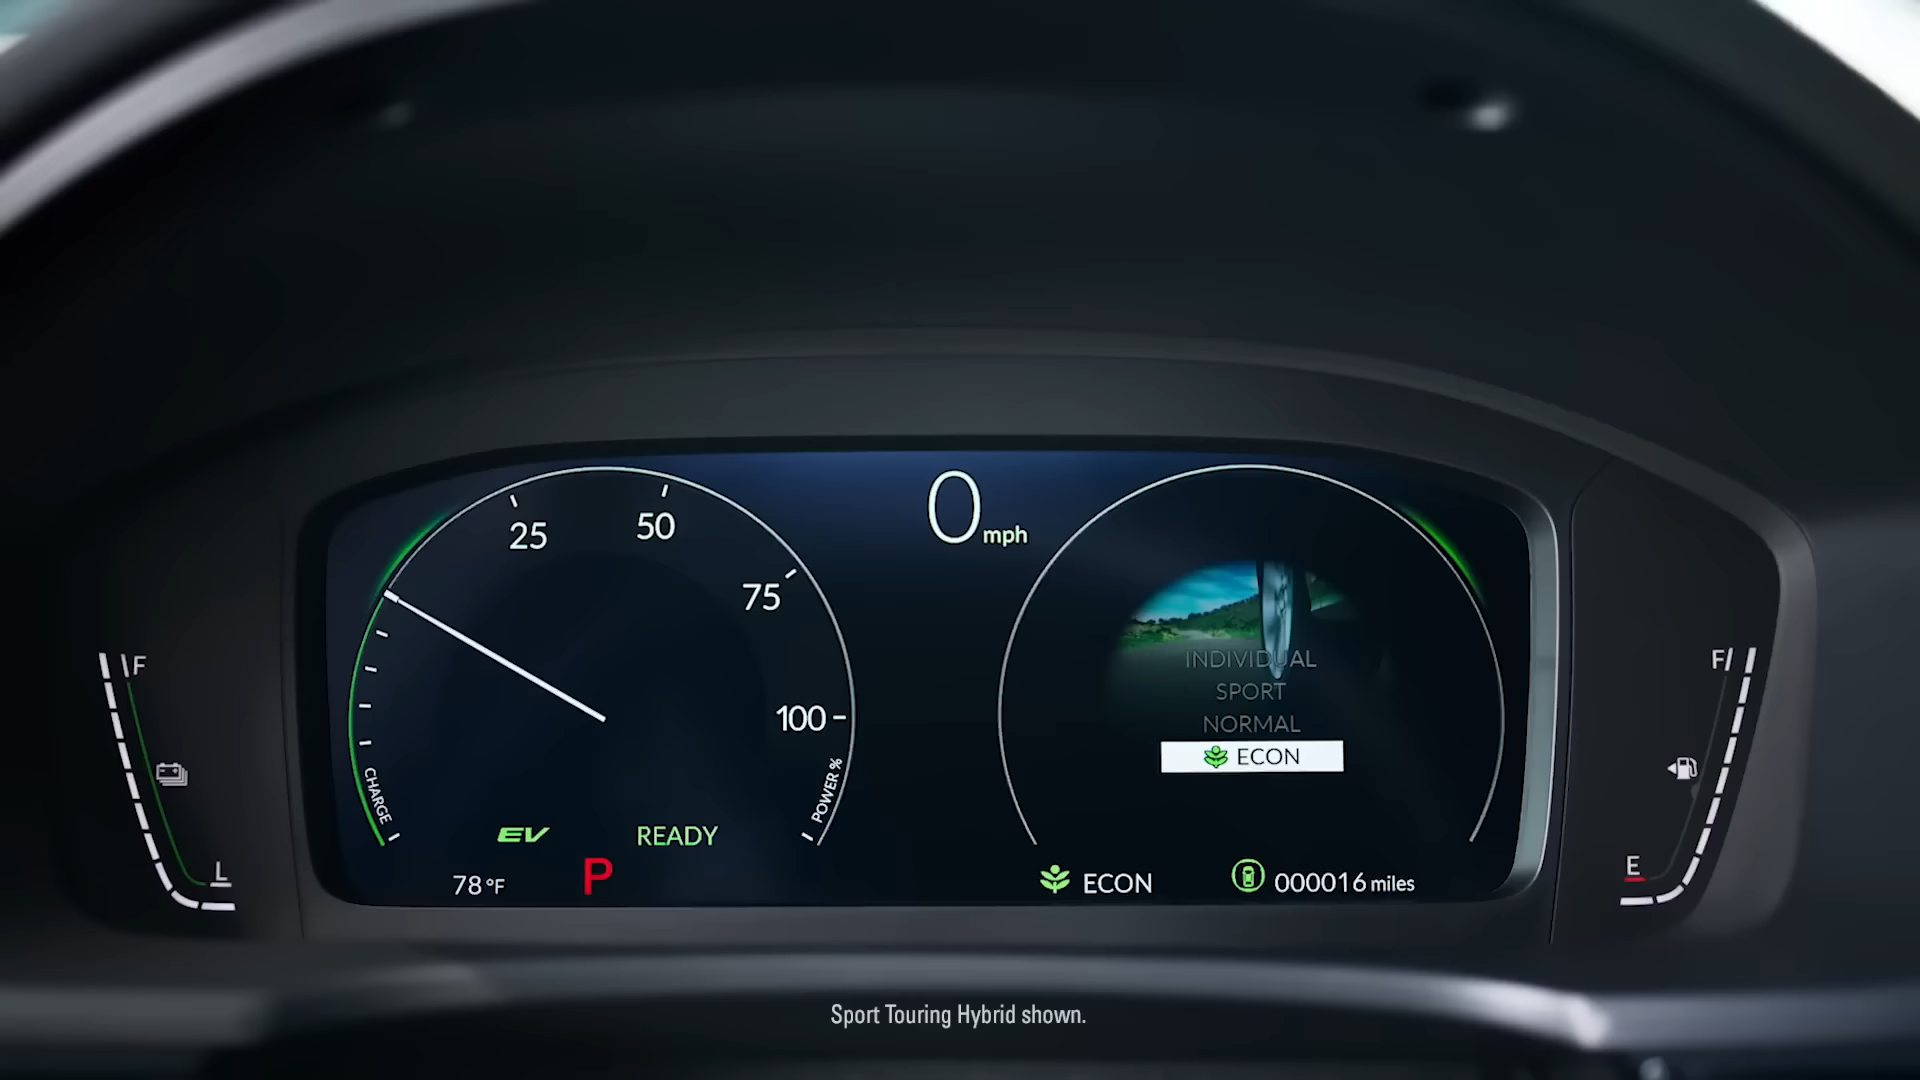 0 mph
25
50
75
100
POWER %
CHARGE
F
L
F
E
INDIVIDUAL
SPORT
NORMAL
ECON
EV
READY
78 °F
P
ECON
000016 miles
Sport Touring Hybrid shown.